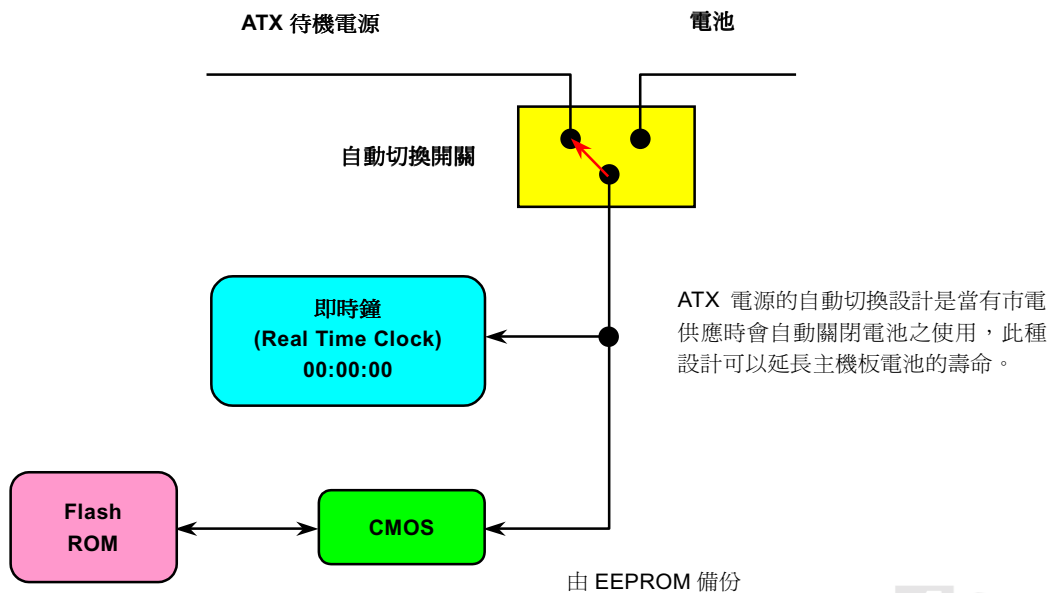 ATX 待機電源
電池
自動切換開關
即時鐘
(Real Time Clock)
00:00:00
ATX 電源的自動切換設計是當有市電
供應時會自動關閉電池之使用，此種
設計可以延長主機板電池的壽命。
Flash
ROM
CMOS
由 EEPROM 備份